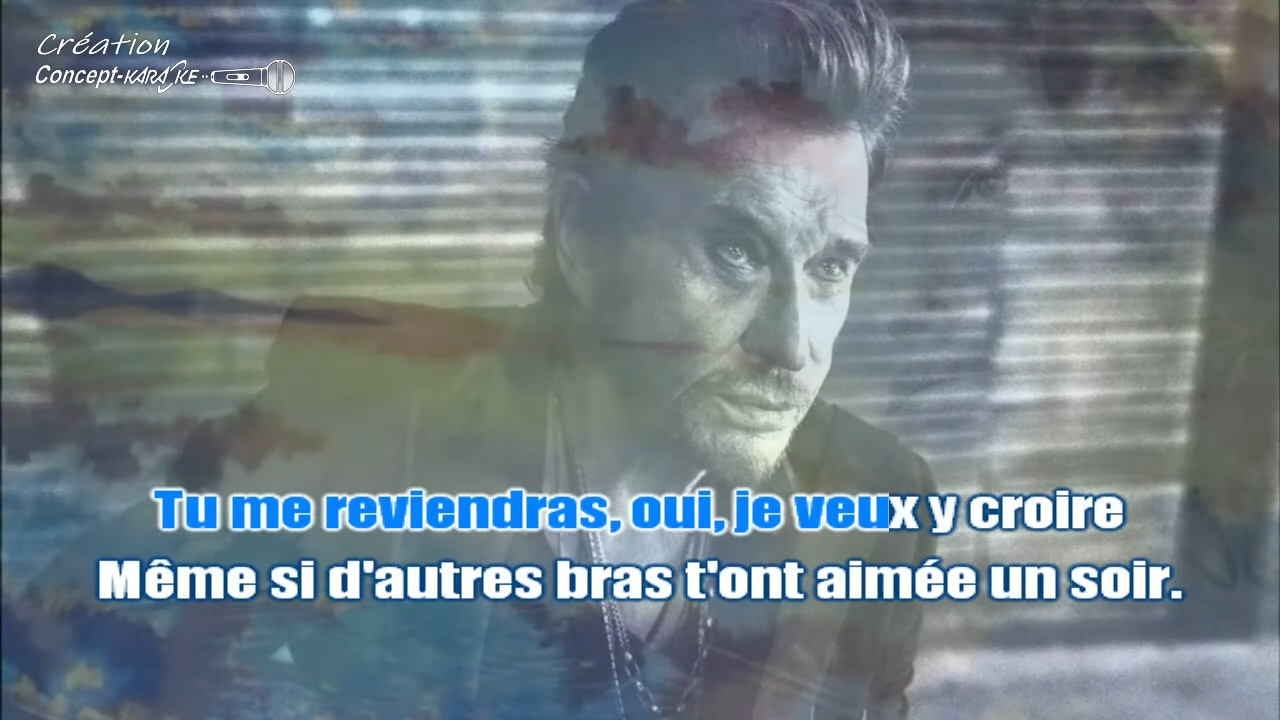 Création
Concept-KARAOKE
Tu me reviendras, oui, je veux y croire
Même si d'autres bras t'ont aimée un soir.